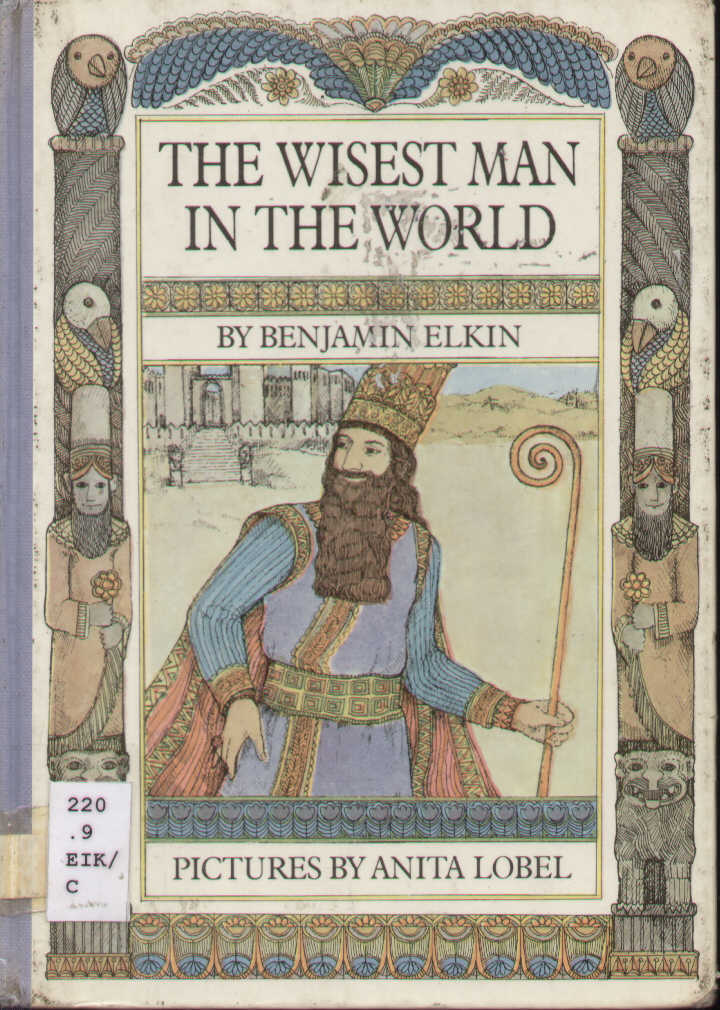 THE WISEST MAN
IN THE WORLD
BY BENJAMIN ELKIN
220
.9
EIK/
C
PICTURES BY ANITA LOBEL